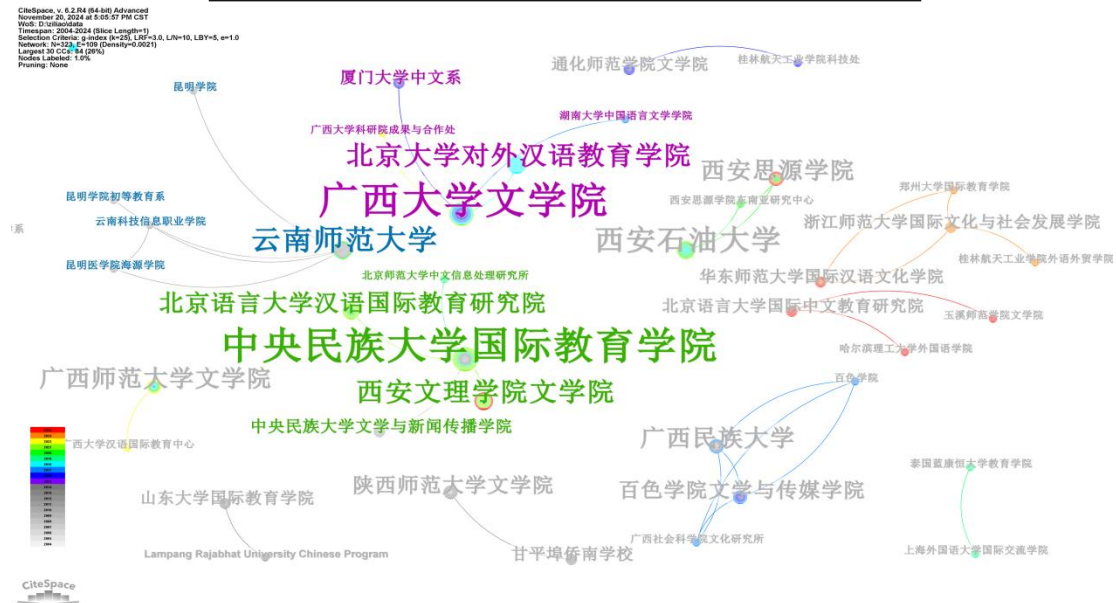 CiteSpace, v. 6.2.R4 (64-bit) Advanced
November 20, 2024 at 5:05:57 PM CST
WoS: D:\ziliao\data
Timespan: 2004-2024 (Slice Length=1)
Selection Criteria: g-index (k=25), LRF=3.0, L/N=10, LBY=5, e=1.0
Network: N=323, E=109 (Density=0.0021)
Largest 30 CCs: 84 (26%)
Nodes Labeled: 1.0%
Pruning: None
昆明学院
厦门大学中文系
通化师范学院文学院
桂林航天工业学院科技处
广西大学科研院成果与合作处
湖南大学中国语言文学学院
北京大学对外汉语教育学院
西安思源学院
广西大学文学院
昆明学院初等教育系
西安思源学院东南亚研究中心
郑州大学国际教育学院
云南科技信息职业学院
浙江师范大学国际文化与社会发展学院
系
云南师范大学
西安石油大学
昆明医学院海源学院
桂林航天工业学院外语外贸学院
北京师范大学中文信息处理研究所
华东师范大学国际汉语文化学院
北京语言大学汉语国际教育研究院
北京语言大学国际中文教育研究院
玉溪师范学院文学院
中央民族大学国际教育学院
哈尔滨理工大学外国语学院
广西师范大学文学院
西安文理学院文学院
百色学院
中央民族大学文学与新闻传播学院
广西民族大学
西大学汉语国际教育中心
泰国蓝康恒大学教育学院
山东大学国际教育学院
陕西师范大学文学院
百色学院文学与传媒学院
广西社会科学院文化研究所
Lampang Rajabhat University Chinese Program
甘平埠侨南学校
上海外国语大学国际交流学院
CiteSpace